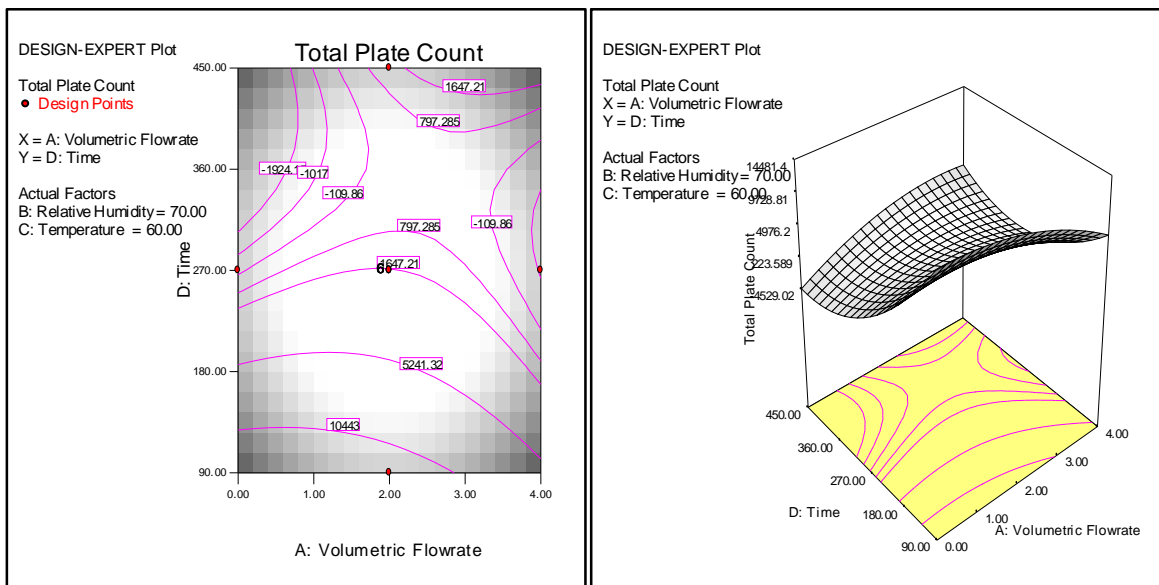 DESIGN-EXPERT Plot
Total Plate Count
Design Points
X = A: Volumetric Flowrate
Y = D: Time
Actual Factors
B: Relative Humidity = 70.00
C: Temperature = 60.00
Total Plate Count
D: Time
450.00
360.00
270.00
180.00
90.00
0.00 1.00 2.00 3.00 4.00
A: Volumetric Flowrate
1647.21
797.285
-1017
-109.86
797.285
-109.86
1647.21
6
5241.32
10443
DESIGN-EXPERT Plot
Total Plate Count
X = A: Volumetric Flowrate
Y = D: Time
Actual Factors
B: Relative Humidity = 70.00
C: Temperature = 60.00
14481.4
9728.81
4976.2
223.589
-4529.02
Total Plate Count
450.00
360.00
270.00
180.00
90.00
D: Time
0.00
1.00
2.00
3.00
4.00
A: Volumetric Flowrate